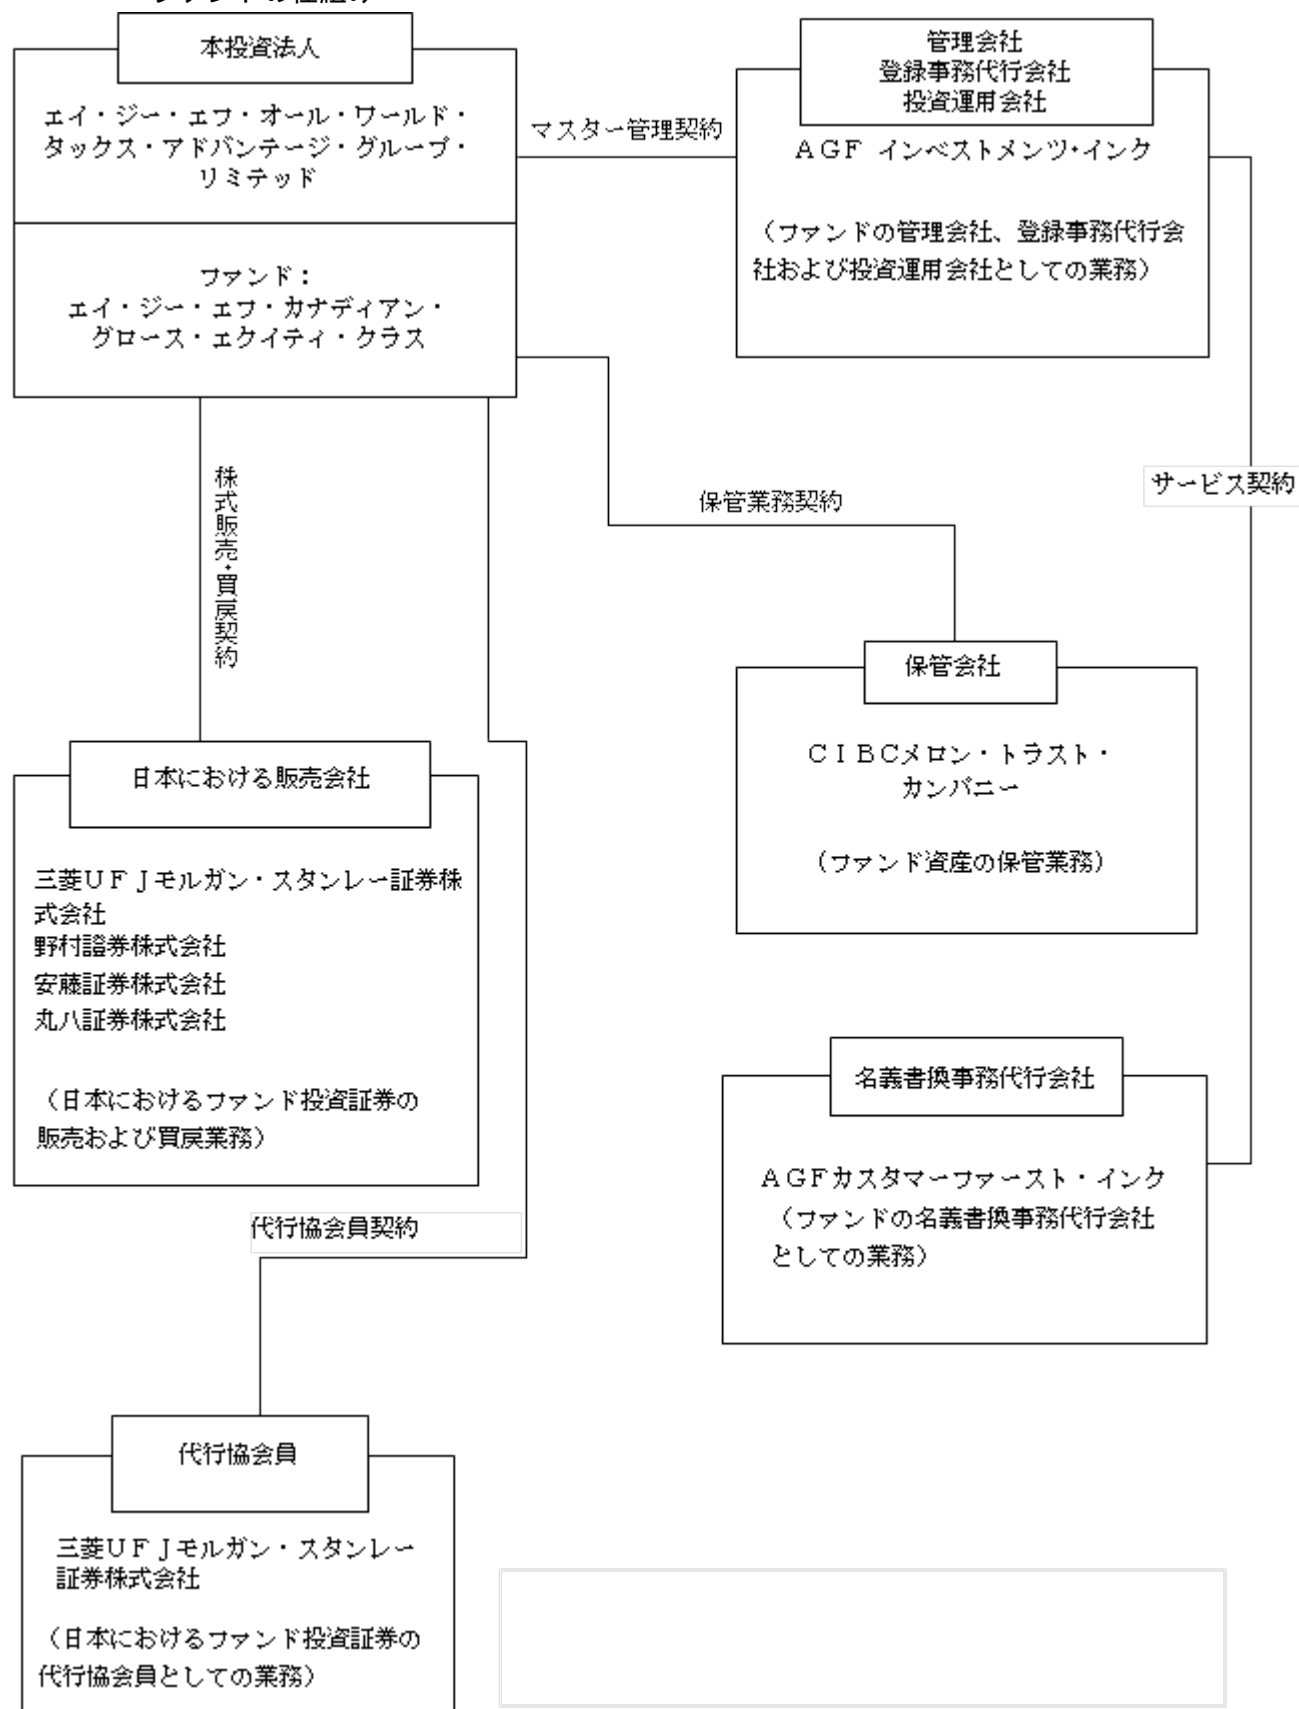 ファンドの仕組み
本投資法人
エイ・ジー・エフ・オール・ワールド・
タックス・アドバンテージ・グループ・
リミテッド
ファンド：
エイ・ジー・エフ・カナディアン・
グロース・エクイティ・クラス
マスター管理契約
管理会社
登録事務代行会社
投資運用会社
ＡＧＦ インベストメンツ・インク
（ファンドの管理会社、登録事務代行会
社および投資運用会社としての業務）
株式販売・買戻契約
保管業務契約
サービス契約
保管会社
ＣＩＢＣメロン・トラスト・
カンパニー
（ファンド資産の保管業務）
日本における販売会社
三菱ＵＦＪモルガン・スタンレー証券株
式会社
野村證券株式会社
安藤証券株式会社
丸八証券株式会社
（日本におけるファンド投資証券の
販売および買戻業務）
名義書換事務代行会社
ＡＧＦカスタマーファースト・インク
（ファンドの名義書換事務代行会社
としての業務）
代行協会員契約
代行協会員
三菱ＵＦＪモルガン・スタンレー
証券株式会社
（日本におけるファンド投資証券の
代行協会員としての業務）